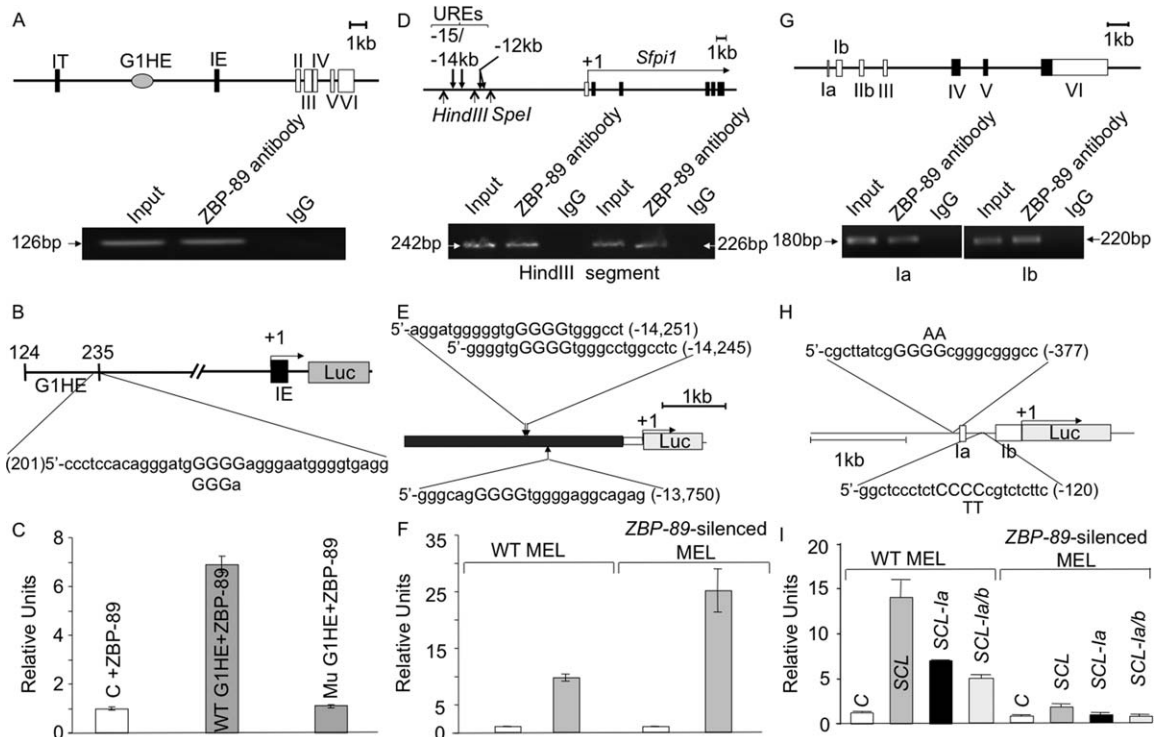 A
1kb
IT
G1HE
IE
II
IV
III
V
VI
Input
ZBP-89 antibody
IgG
126bp
B
124
235
+1
G1HE
IE
Luc
(201)5'-ccctccacagggatgGGGGagggaatggggtgagg
GGGa
C
Relative Units
8
7
6
5
4
3
2
1
0
C +ZBP-89
WT G1HE+ZBP-89
Mu G1HE+ZBP-89
D
UREs
-15/
-14kb
-12kb
+1
Sfpi1
1kb
HindIII
SpeI
Input
ZBP-89 antibody
IgG
Input
ZBP-89 antibody
IgG
242bp
226bp
HindIII segment
E
5'-aggatgggggtgGGGGtgggcct (-14,251)
5'-ggggtgGGGGtgggcctggcctc (-14,245)
1kb
+1
Luc
5'-gggcagGGGGtggggaggcagag (-13,750)
F
Relative Units
35
25
15
5
0
WT MEL
ZBP-89-silenced
MEL
G
1kb
Ib
Ia
IIb
III
IV
V
VI
Input
ZBP-89 antibody
IgG
Input
ZBP-89 antibody
IgG
180bp
220bp
Ia
Ib
H
AA
5'-cgcttatcgGGGGcgggcgggcc (-377)
+1
1kb
Ia
Ib
Luc
5'-ggctccctctCCCCcgtctcttc (-120)
TT
I
Relative Units
20
15
10
5
0
WT MEL
ZBP-89-silenced
MEL
C
SCL
SCL-Ia
SCL-Ia/b
C
SCL
SCL-Ia
SCL-Ia/b